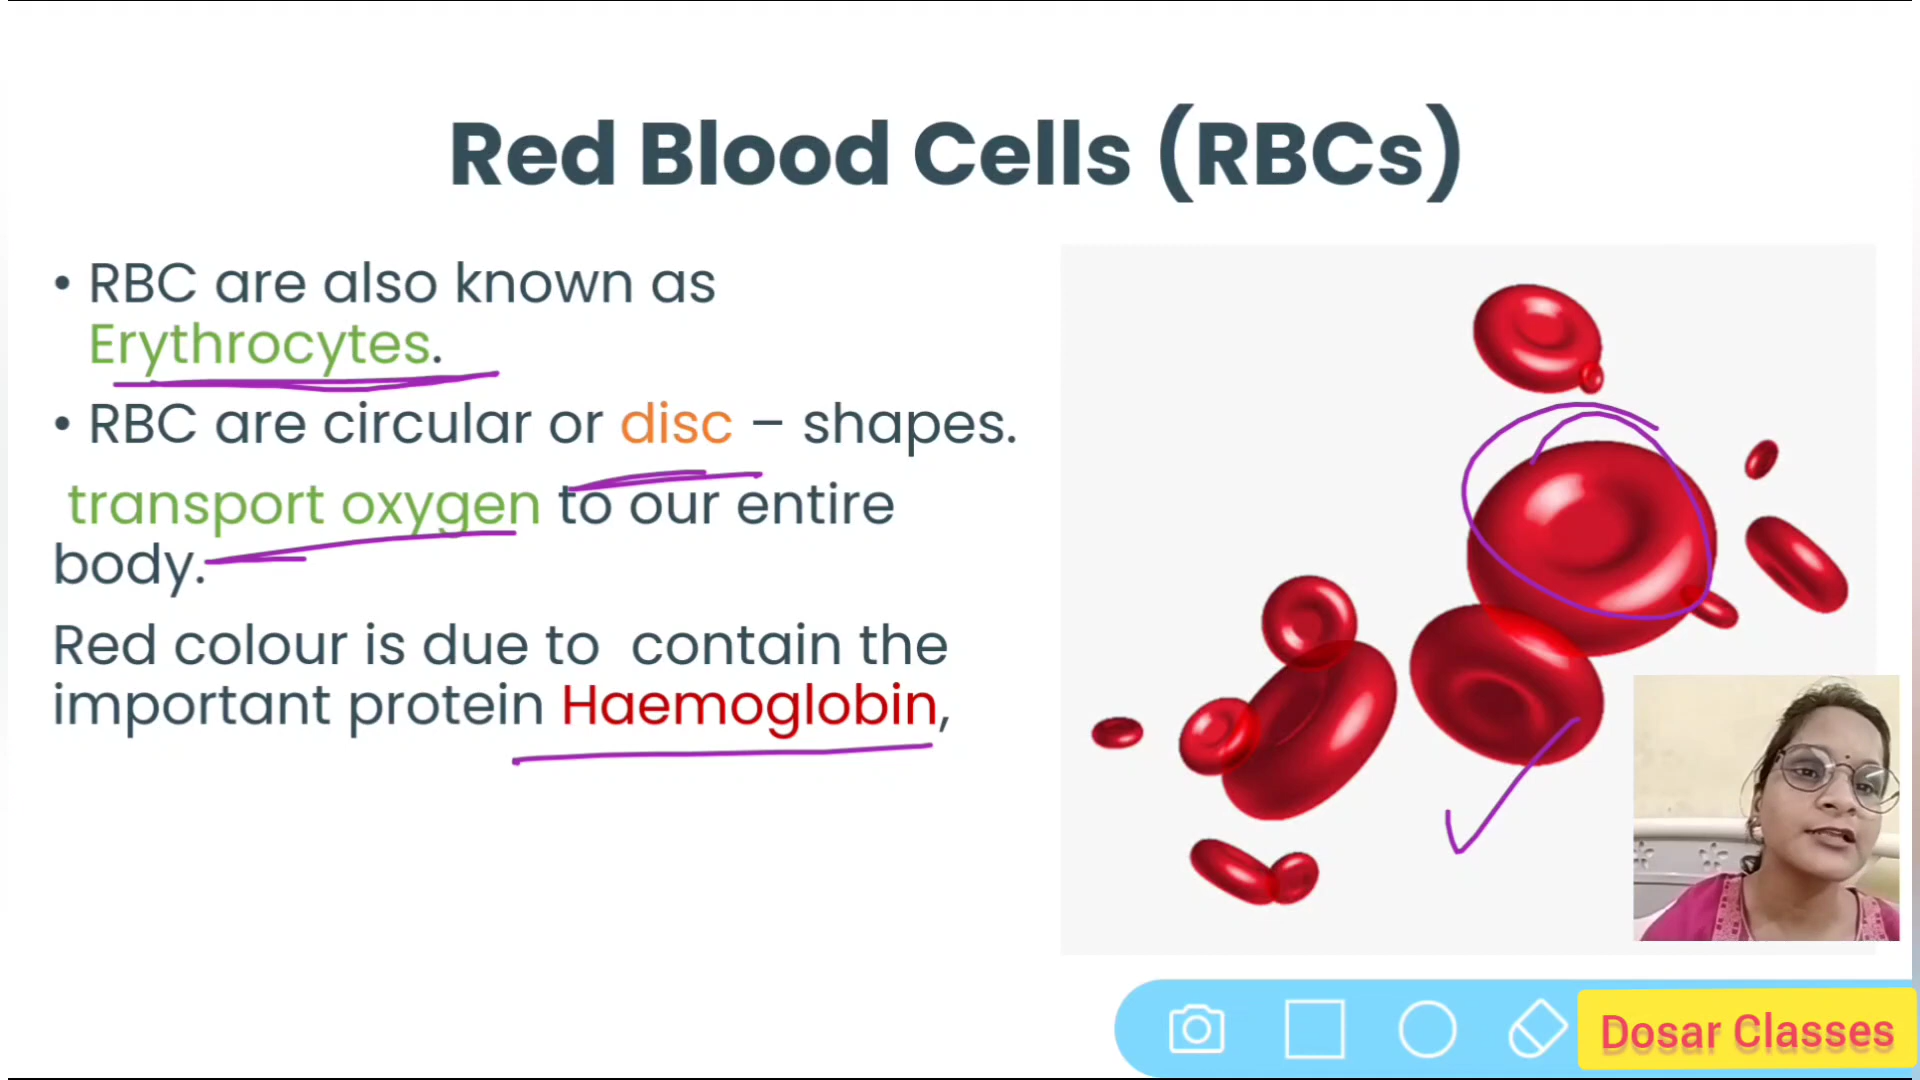 Red Blood Cells (RBCs)
• RBC are also known as
Erythrocytes.
• RBC are circular or disc – shapes.
transport oxygen to our entire
body.
Red colour is due to  contain the
important protein Haemoglobin,
Dosar Classes